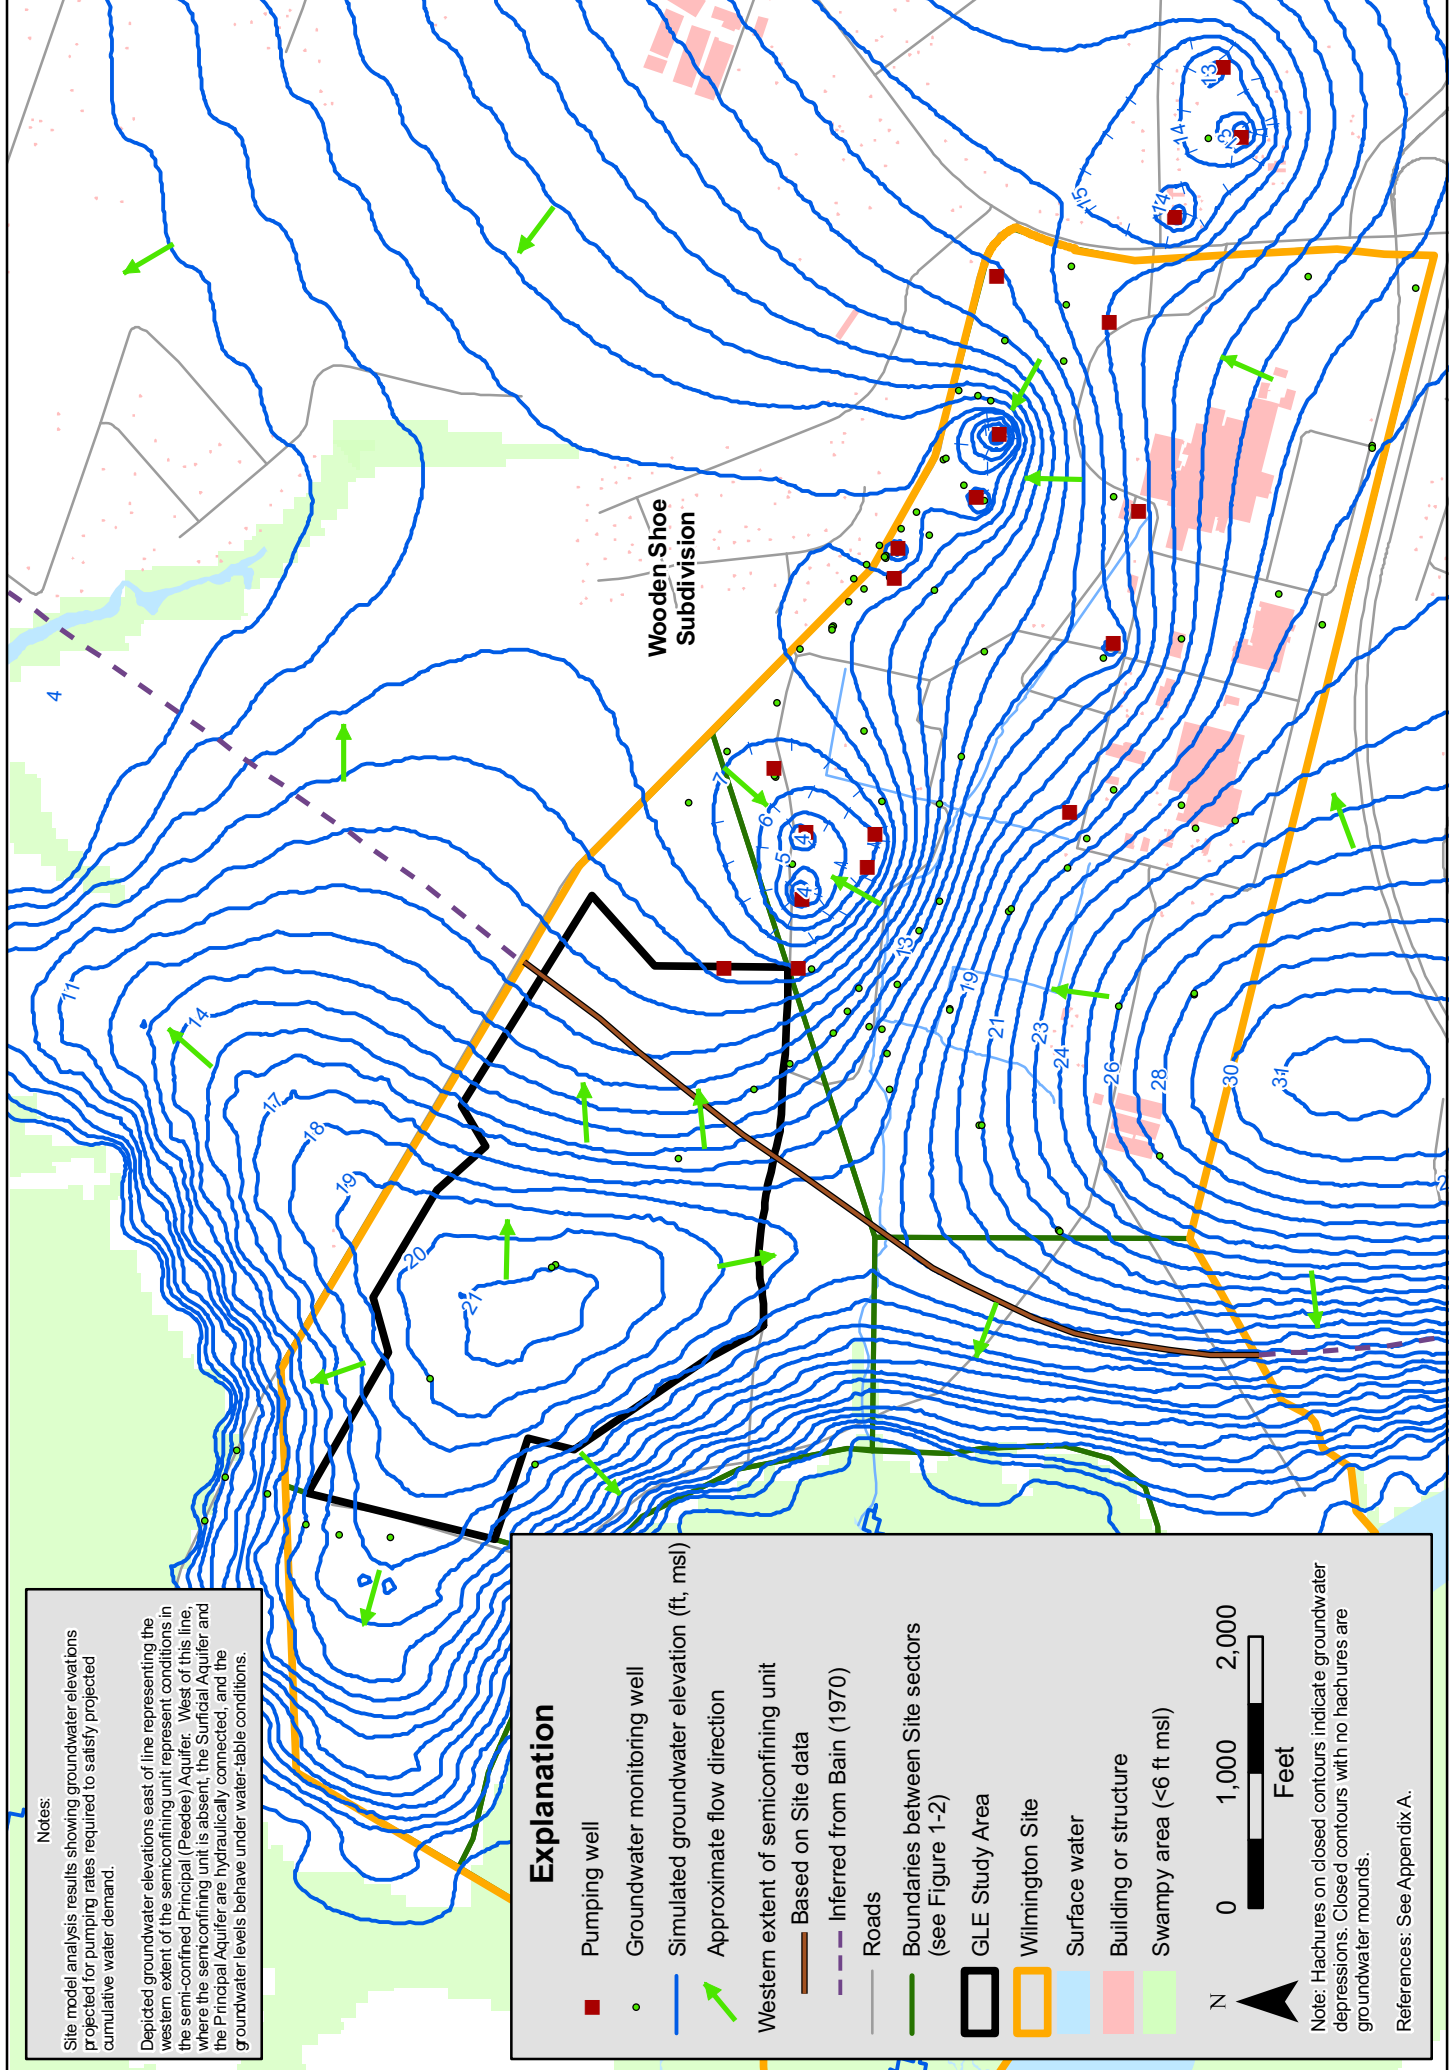 Notes:
Site model analysis results showing groundwater elevations
projected for pumping rates required to satisfy projected
cumulative water demand.
Depicted groundwater elevations east of line representing the
western extent of the semiconfining unit represent conditions in
the semi-confined Principal (Peedee) Aquifer. West of this line,
where the semiconfining unit is absent, the Surficial Aquifer and
the Principal Aquifer are hydraulically connected, and the
groundwater levels behave under water-table conditions.
Explanation
Pumping well
Groundwater monitoring well
Simulated groundwater elevation (ft, msl)
Approximate flow direction
Western extent of semiconfining unit
Based on Site data
Inferred from Bain (1970)
Roads
Boundaries between Site sectors
(see Figure 1-2)
GLE Study Area
Wilmington Site
Surface water
Building or structure
Swampy area (<6 ft msl)
N
0 1,000 2,000
Feet
Note: Hachures on closed contours indicate groundwater
depressions. Closed contours with no hachures are
groundwater mounds.
References: See Appendix A.
Wooden Shoe
Subdivision
4
11
14
17
18
19
20
21
7
6
5
4
4
4
13
19
21
23
24
26
28
30
31
2
15
14
14
13
13